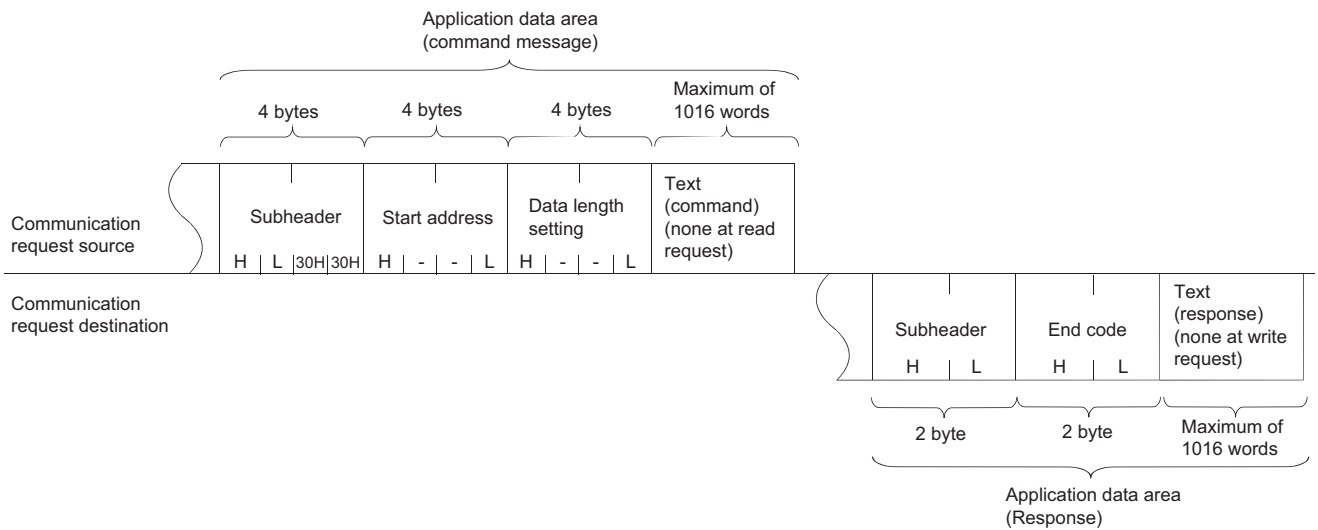 Application data area
(command message)
Maximum of
1016 words
4 bytes
4 bytes
4 bytes
Communication
request source
Subheader
H L 30H 30H
Start address
H - - L
Data length
setting
H - - L
Text
(command)
(none at read
request)
Communication
request destination
Subheader
H L
End code
H L
Text
(response)
(none at write
request)
2 byte
2 byte
Maximum of
1016 words
Application data area
(Response)